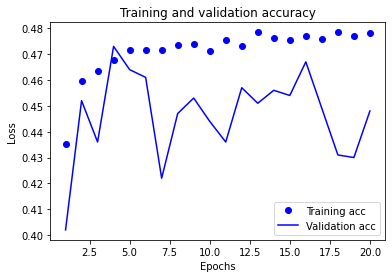 Training and validation accuracy
0.48
0.47
0.46
0.45
0.44
0.43
0.42
0.41
0.40
Loss
Training acc
Validation acc
2.5 5.0 7.5 10.0 12.5 15.0 17.5 20.0
Epochs